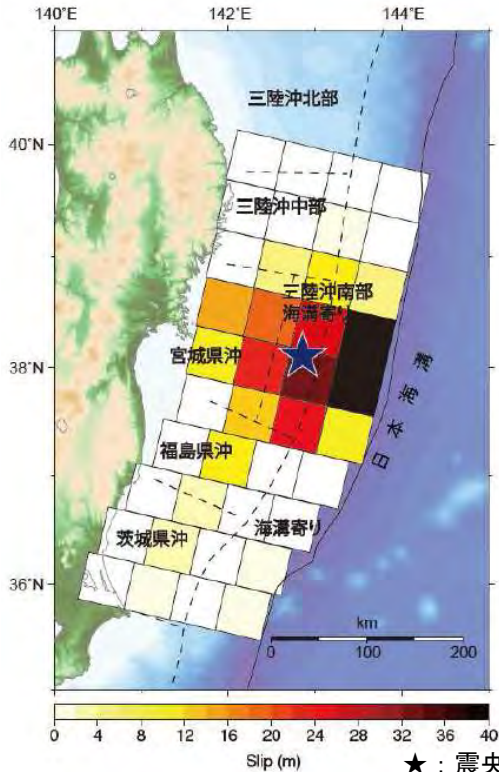 140°E
142°E
144°E
三陸沖北部
40°N
三陸沖中部
三陸沖南部
海溝寄り
38°N
宮城県沖
日本海溝
福島県沖
海溝寄り
茨城県沖
36°N
km
0 100 200
0 4 8 12 16 20 24 28 32 36 40
Slip (m)
★：震央